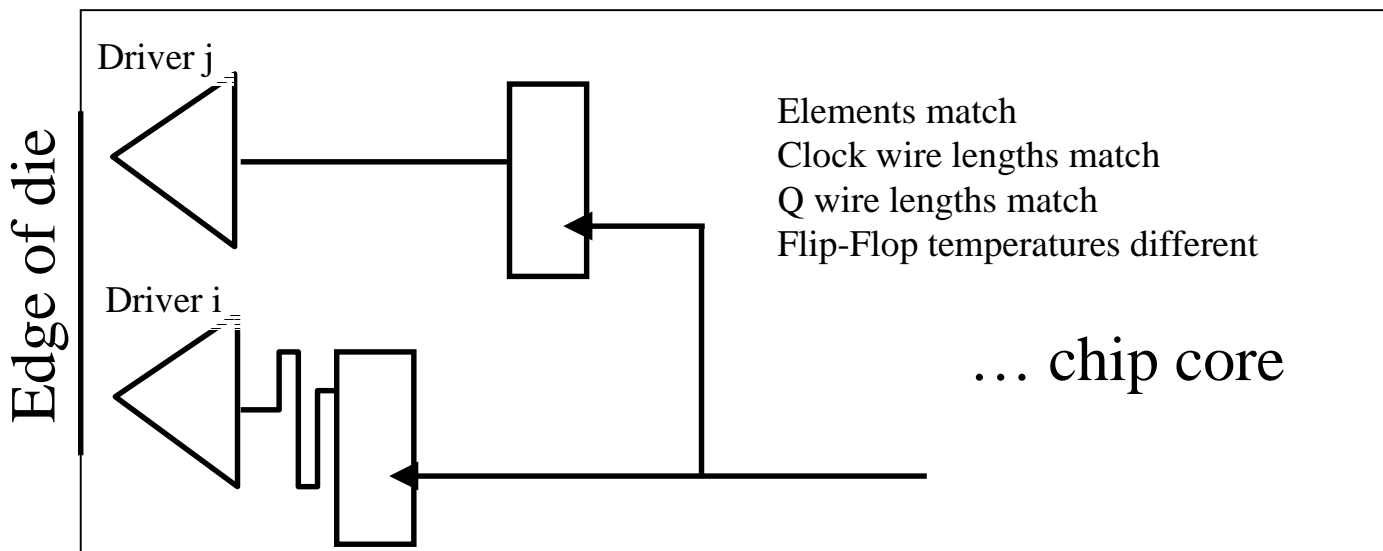 Driver j
Edge of die
Elements match
Clock wire lengths match
Q wire lengths match
Flip-Flop temperatures different
Driver i
… chip core